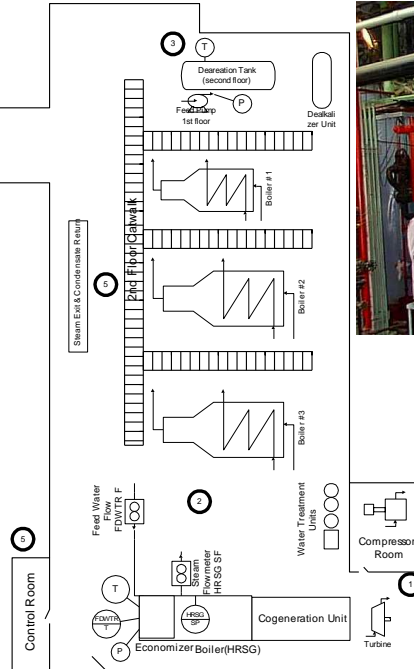 3
T
Deareation Tank
(second floor)
P
Feed Pump
1st floor
Dealkali
zer Unit
Boiler #1
2nd Floor Catwalk
Steam Exit & Condensate Return
5
Boiler #2
Boiler #3
Feed Water
Flow
FDWTR F
2
Water Treatment
Units
Compressor
Room
5
Steam
Flowmeter
HRSG SF
1
Control Room
T
FDWTR
T
HRSG
SP
Cogeneration Unit
P
Economizer
Boiler(HRSG)
Turbine